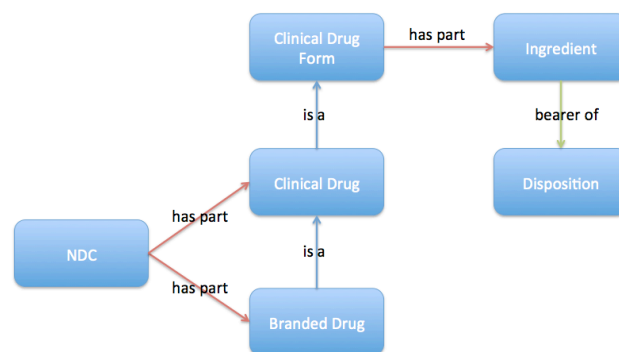 Clinical Drug
Form
has part
Ingredient
is a
bearer of
Clinical Drug
Disposition
has part
NDC
is a
has part
Branded Drug